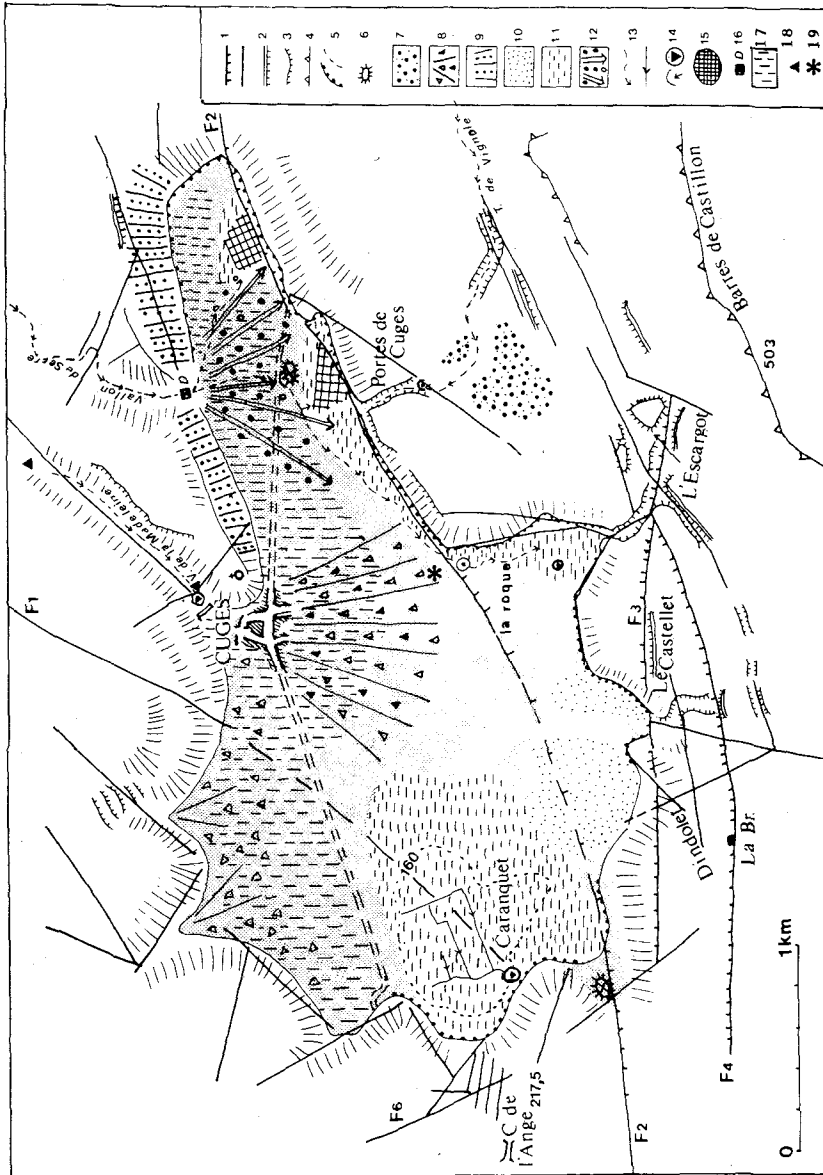 F1
F2
Vallon
de Ségre
V. de la Madeleine
CUGES
D
T. de Vignole
Portes de
Cuges
Barres de Castillon
503
L'Escargot
la roque
F3
Le
Castellet
160
Caranquet
Dindolet
La Br.
F6
C de
l'Ange 217,5
F2
F4
0 1km
1
2
3
4
5
6
7
8
9
10
11
12
13
14
15
D 16
17
18
19